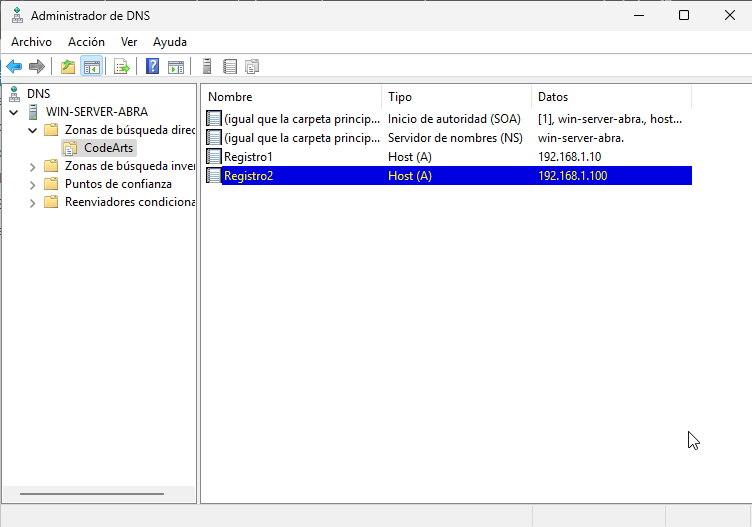 Administrador de DNS
Archivo Acción Ver Ayuda
DNS
WIN-SERVER-ABRA
Zonas de búsqueda direc
CodeArts
Zonas de búsqueda inver
Puntos de confianza
Reenviadores condiciona
Nombre Tipo Datos
(igual que la carpeta princip... Inicio de autoridad (SOA) [1], win-server-abra., host...
(igual que la carpeta princip... Servidor de nombres (NS) win-server-abra.
Registro1 Host (A) 192.168.1.10
Registro2 Host (A) 192.168.1.100